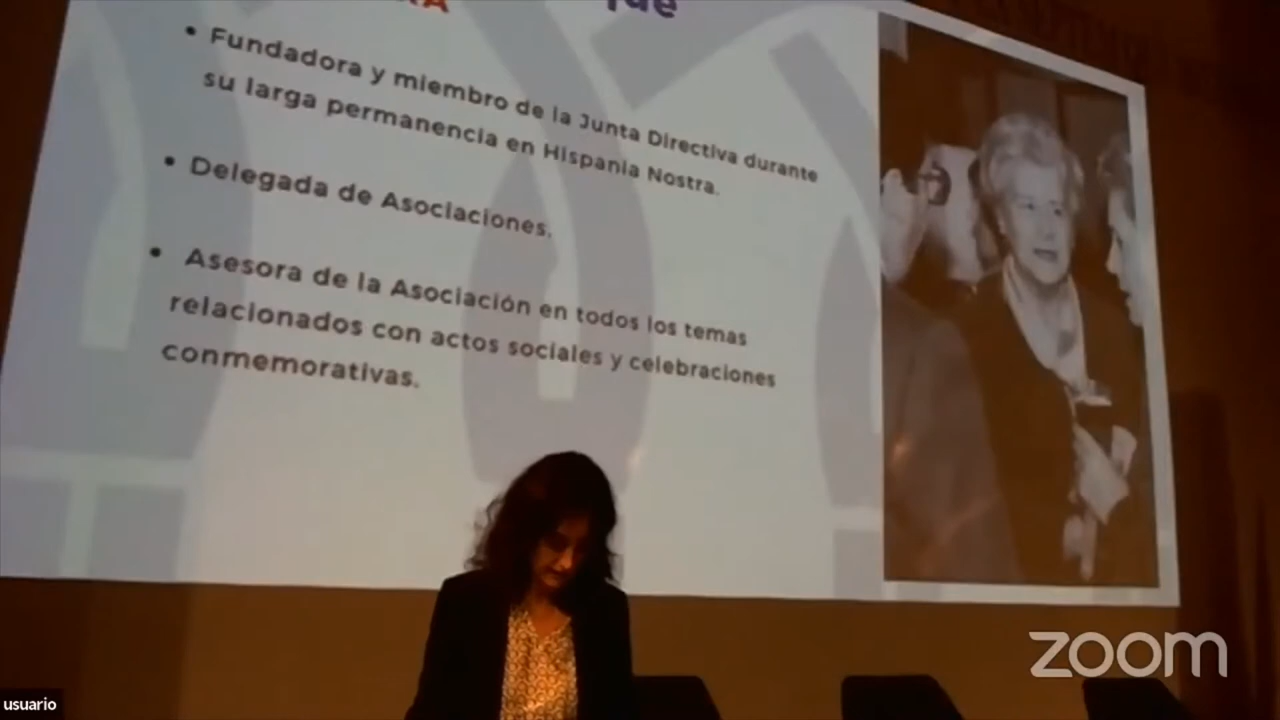 • Fundadora y miembro de la Junta Directiva durante
su larga permanencia en Hispania Nostra.
• Delegada de Asociaciones.
• Asesora de la Asociación en todos los temas
relacionados con actos sociales y celebraciones
conmemorativas.
zoom
usuario